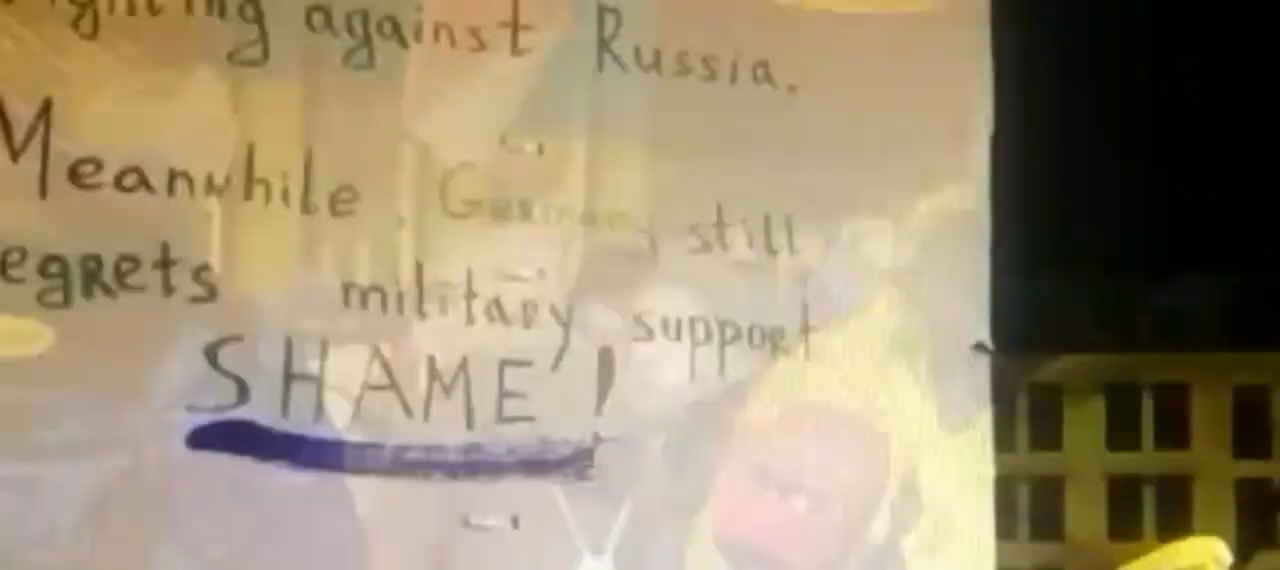 against Russia.
Meanwhile, Germany still
egrets military support
SHAME!